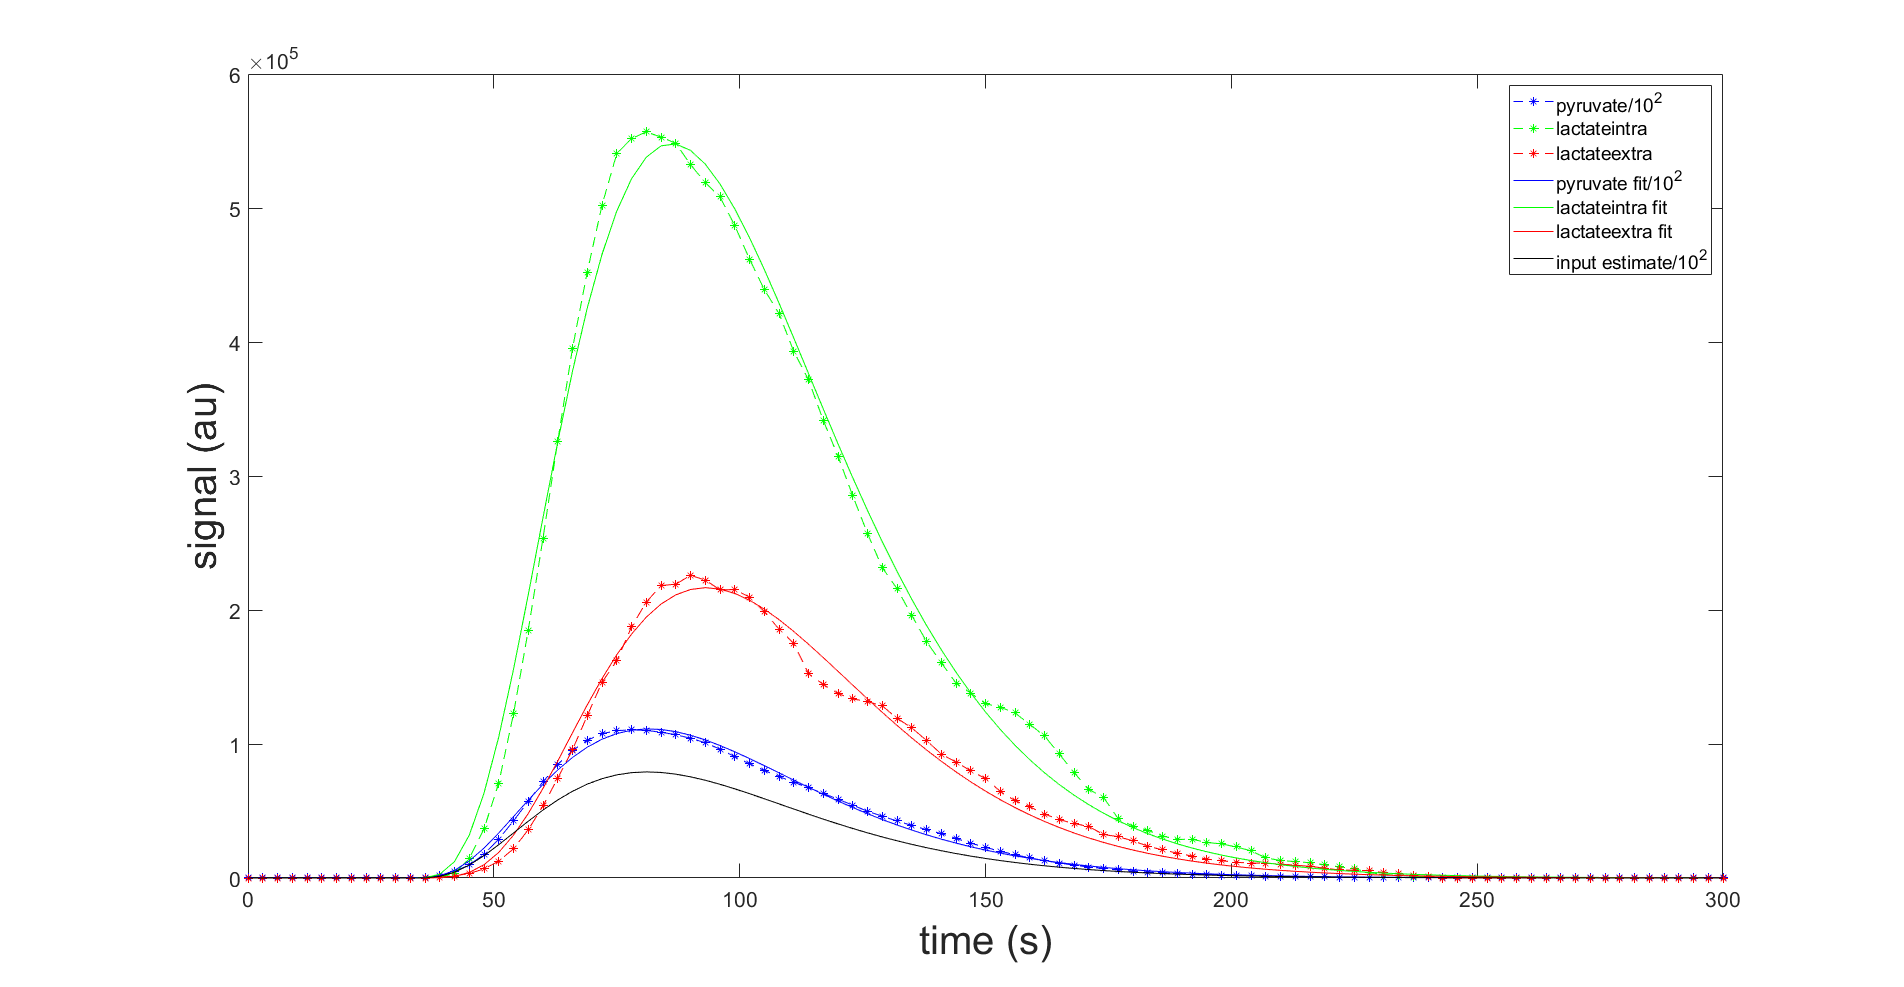 ×10^5
6
5
4
3
2
1
0
signal (au)
0 50 100 150 200 250 300
time (s)
pyruvate/10^2
lactateintra
lactateextra
pyruvate fit/10^2
lactateintra fit
lactateextra fit
input estimate/10^2